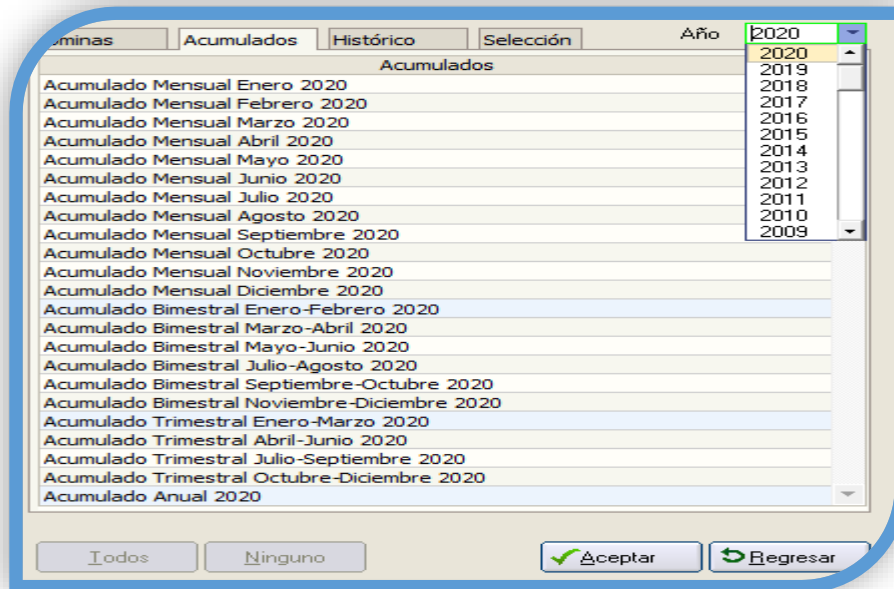 ominas Acumulados Histórico Selección Año 2020
Acumulados
2020
2019
2018
2017
2016
2015
2014
2013
2012
2011
2010
2009
Acumulado Mensual Enero 2020
Acumulado Mensual Febrero 2020
Acumulado Mensual Marzo 2020
Acumulado Mensual Abril 2020
Acumulado Mensual Mayo 2020
Acumulado Mensual Junio 2020
Acumulado Mensual Julio 2020
Acumulado Mensual Agosto 2020
Acumulado Mensual Septiembre 2020
Acumulado Mensual Octubre 2020
Acumulado Mensual Noviembre 2020
Acumulado Mensual Diciembre 2020
Acumulado Bimestral Enero-Febrero 2020
Acumulado Bimestral Marzo-Abril 2020
Acumulado Bimestral Mayo-Junio 2020
Acumulado Bimestral Julio-Agosto 2020
Acumulado Bimestral Septiembre-Octubre 2020
Acumulado Bimestral Noviembre-Diciembre 2020
Acumulado Trimestral Enero-Marzo 2020
Acumulado Trimestral Abril-Junio 2020
Acumulado Trimestral Julio-Septiembre 2020
Acumulado Trimestral Octubre-Diciembre 2020
Acumulado Anual 2020
Todos Ninguno Aceptar Regresar